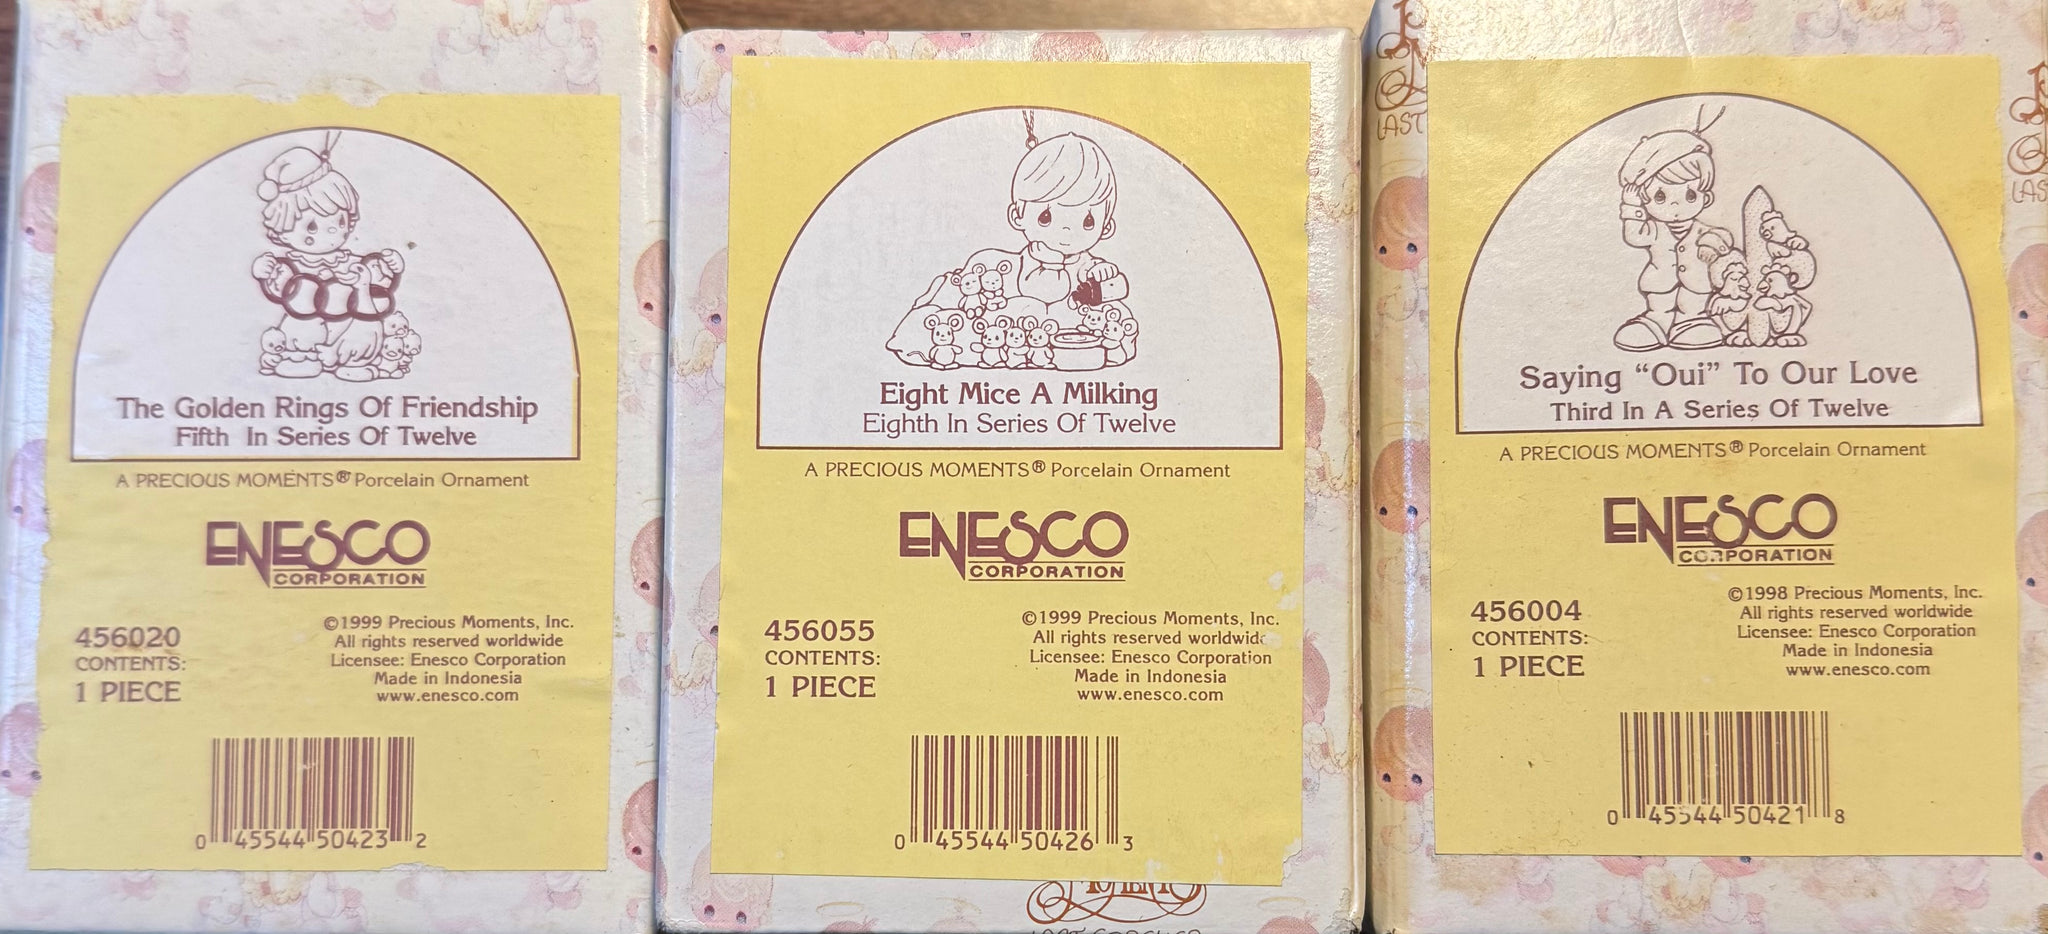 The Golden Rings Of Friendship
Fifth In Series Of Twelve
A PRECIOUS MOMENTS® Porcelain Ornament
ENESCO
CORPORATION
456020
CONTENTS:
1 PIECE
©1999 Precious Moments, Inc.
All rights reserved worldwide
Licensee: Enesco Corporation
Made in Indonesia
www.enesco.com
0 45544 50423 2
Eight Mice A Milking
Eighth In Series Of Twelve
A PRECIOUS MOMENTS® Porcelain Ornament
ENESCO
CORPORATION
456055
CONTENTS:
1 PIECE
©1999 Precious Moments, Inc.
All rights reserved worldwide
Licensee: Enesco Corporation
Made in Indonesia
www.enesco.com
0 45544 50426 3
Saying "Oui" To Our Love
Third In A Series Of Twelve
A PRECIOUS MOMENTS® Porcelain Ornament
ENESCO
CORPORATION
456004
CONTENTS:
1 PIECE
©1998 Precious Moments, Inc.
All rights reserved worldwide
Licensee: Enesco Corporation
Made in Indonesia
www.enesco.com
0 45544 50421 8
LAST